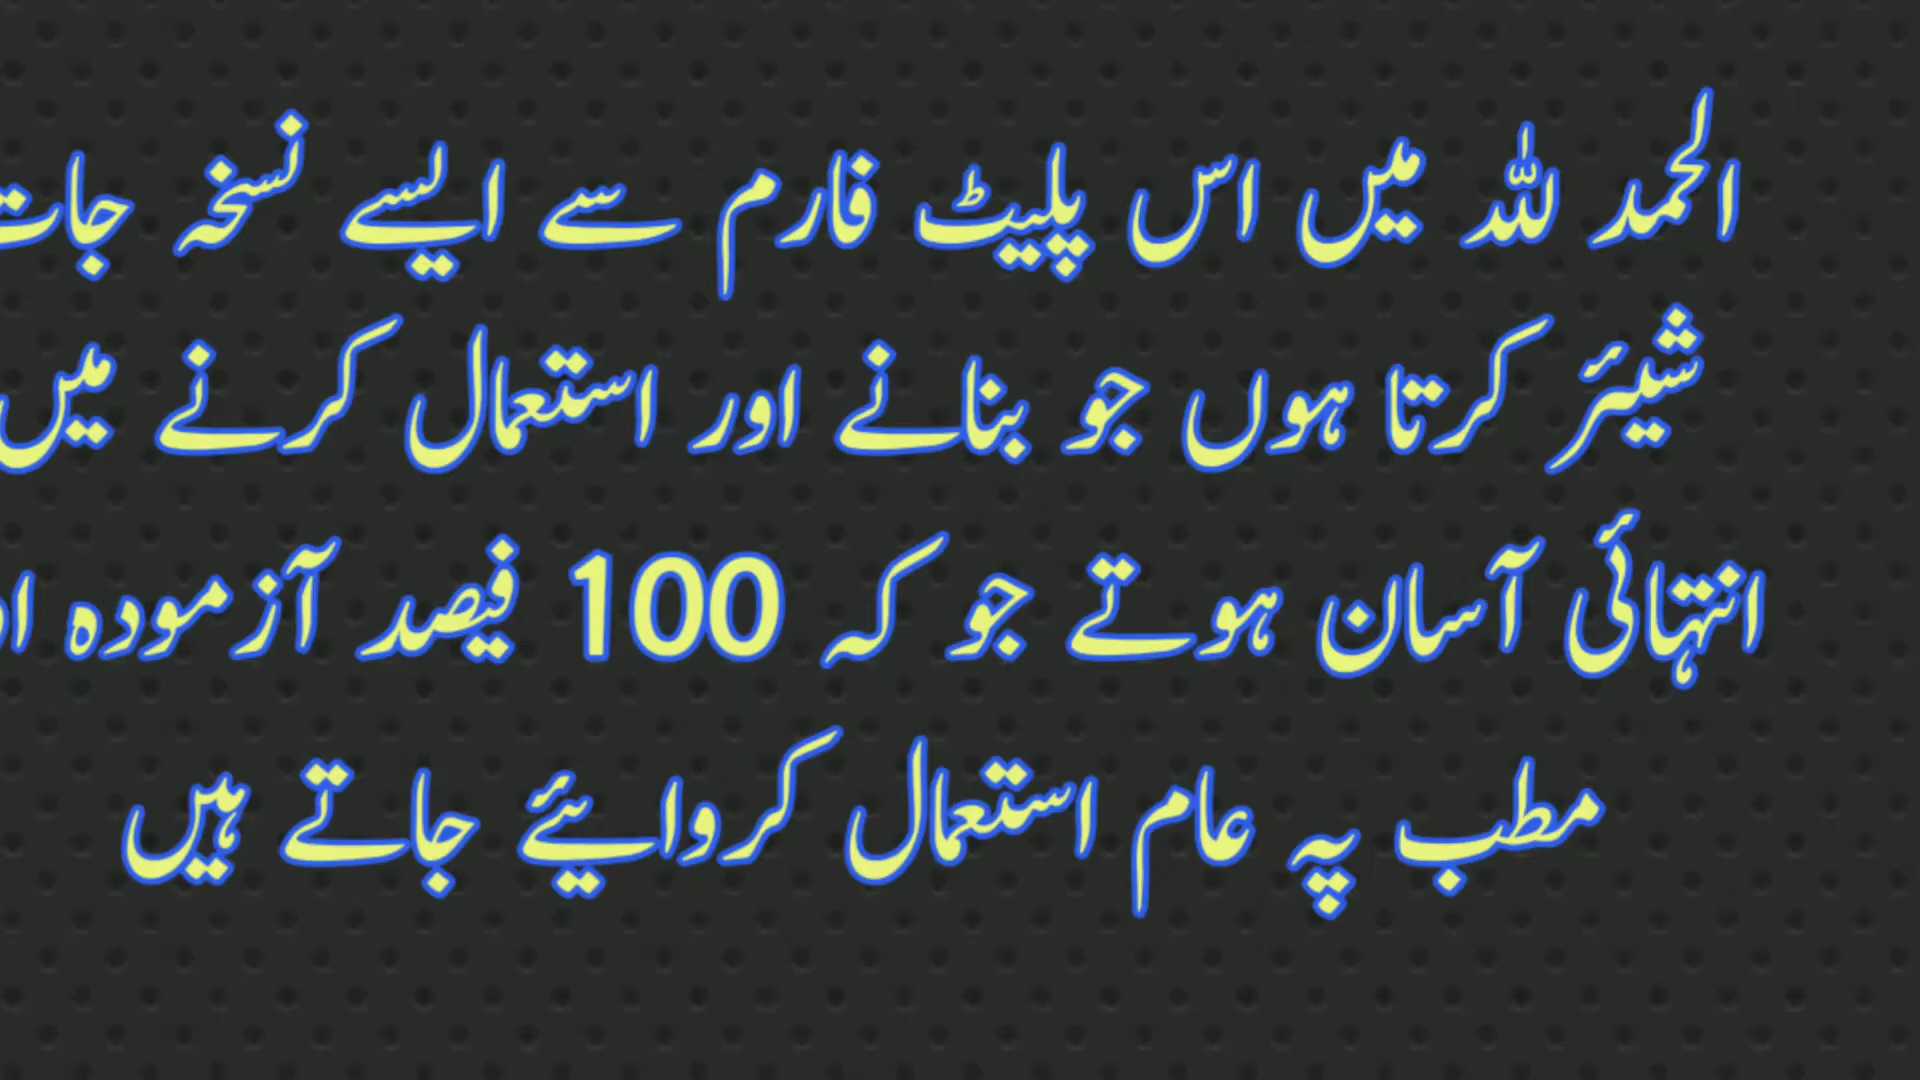 الحمد للہ میں اس پلیٹ فارم سے ایسے نسخہ جات
شیئر کرتا ہوں جو بنانے اور استعمال کرنے میں
انتہائی آسان ہوتے جو کہ 100 فیصد آزمودہ
مطب پہ عام استعمال کروایئے جاتے ہیں